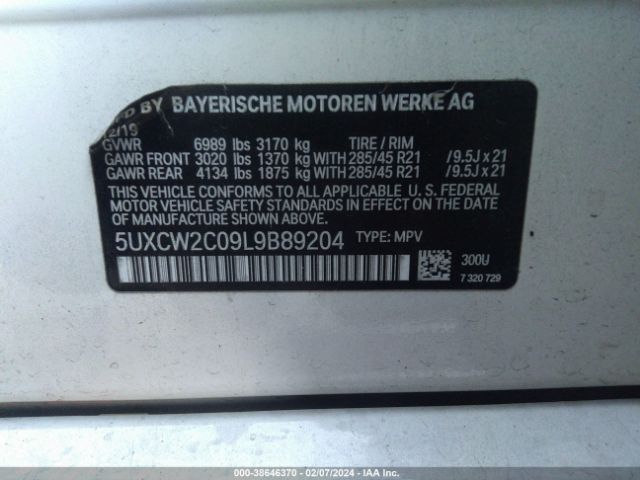 FD BY BAYERISCHE MOTOREN WERKE AG
2/19
GVWR 6989 lbs 3170 kg TIRE / RIM
GAWR FRONT 3020 lbs 1370 kg WITH 285/45 R21 / 9.5J x 21
GAWR REAR 4134 lbs 1875 kg WITH 285/45 R21 / 9.5J x 21
THIS VEHICLE CONFORMS TO ALL APPLICABLE U. S. FEDERAL
MOTOR VEHICLE SAFETY STANDARDS IN EFFECT ON THE DATE OF
MANUFACTURE SHOWN ABOVE.
5UXCW2C09L9B89204 TYPE: MPV
300U
7 320 729
000-38646370 - 02/07/2024 - IAA Inc.